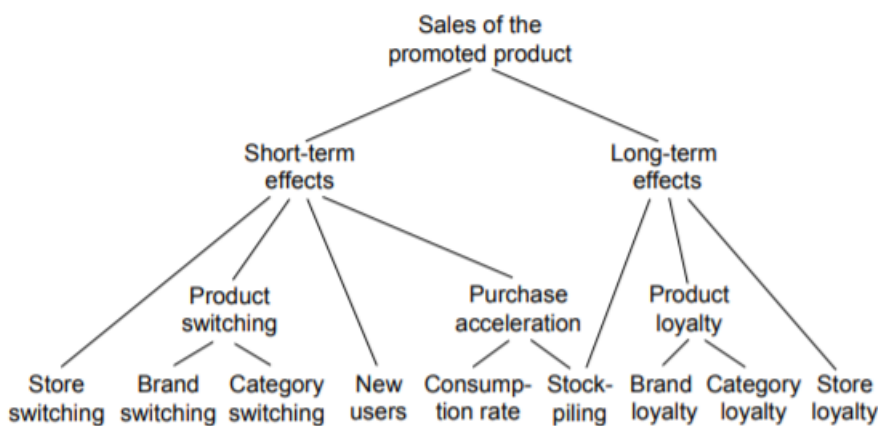 Sales of the
promoted product
Short-term
effects
Long-term
effects
Product
switching
Purchase
acceleration
Product
loyalty
Store
switching
Brand
switching
Category
switching
New
users
Consump-
tion rate
Stock-
piling
Brand
loyalty
Category
loyalty
Store
loyalty